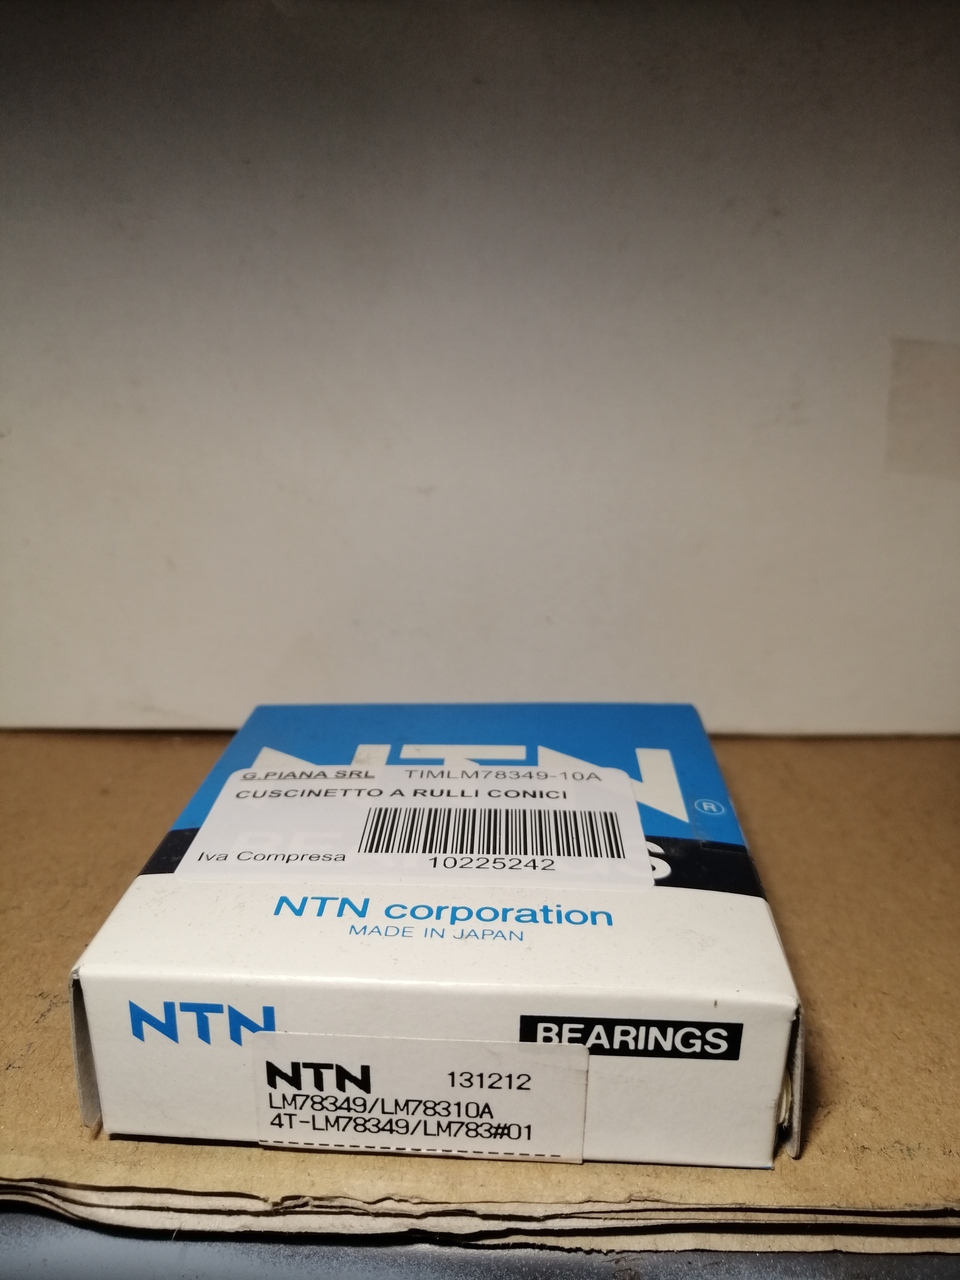 NTN
®
G.PIANA SRL TIMLM78349-10A
CUSCINETTO A RULLI CONICI
Iva Compresa
10225242
NTN corporation
MADE IN JAPAN
NTN
BEARINGS
NTN 131212
LM78349/LM78310A
4T-LM78349/LM783#01